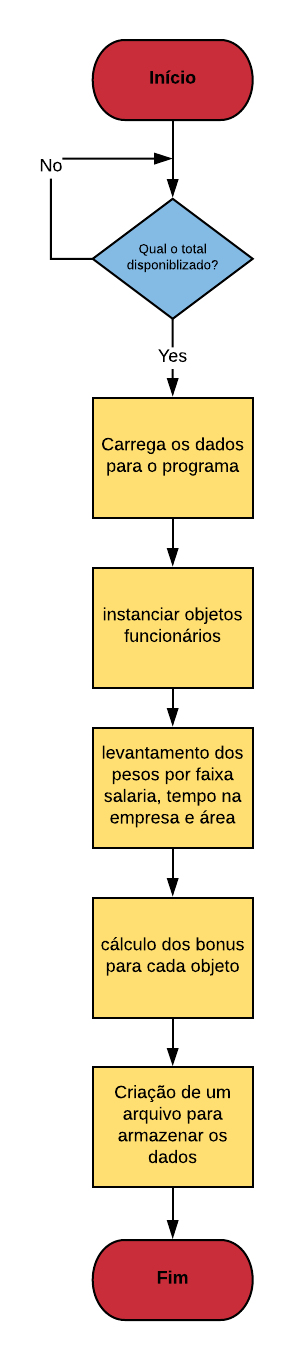 Início
No
Qual o total
disponiblizado?
Yes
Carrega os dados
para o programa
instanciar objetos
funcionários
levantamento dos
pesos por faixa
salaria, tempo na
empresa e área
cálculo dos bonus
para cada objeto
Criação de um
arquivo para
armazenar os
dados
Fim